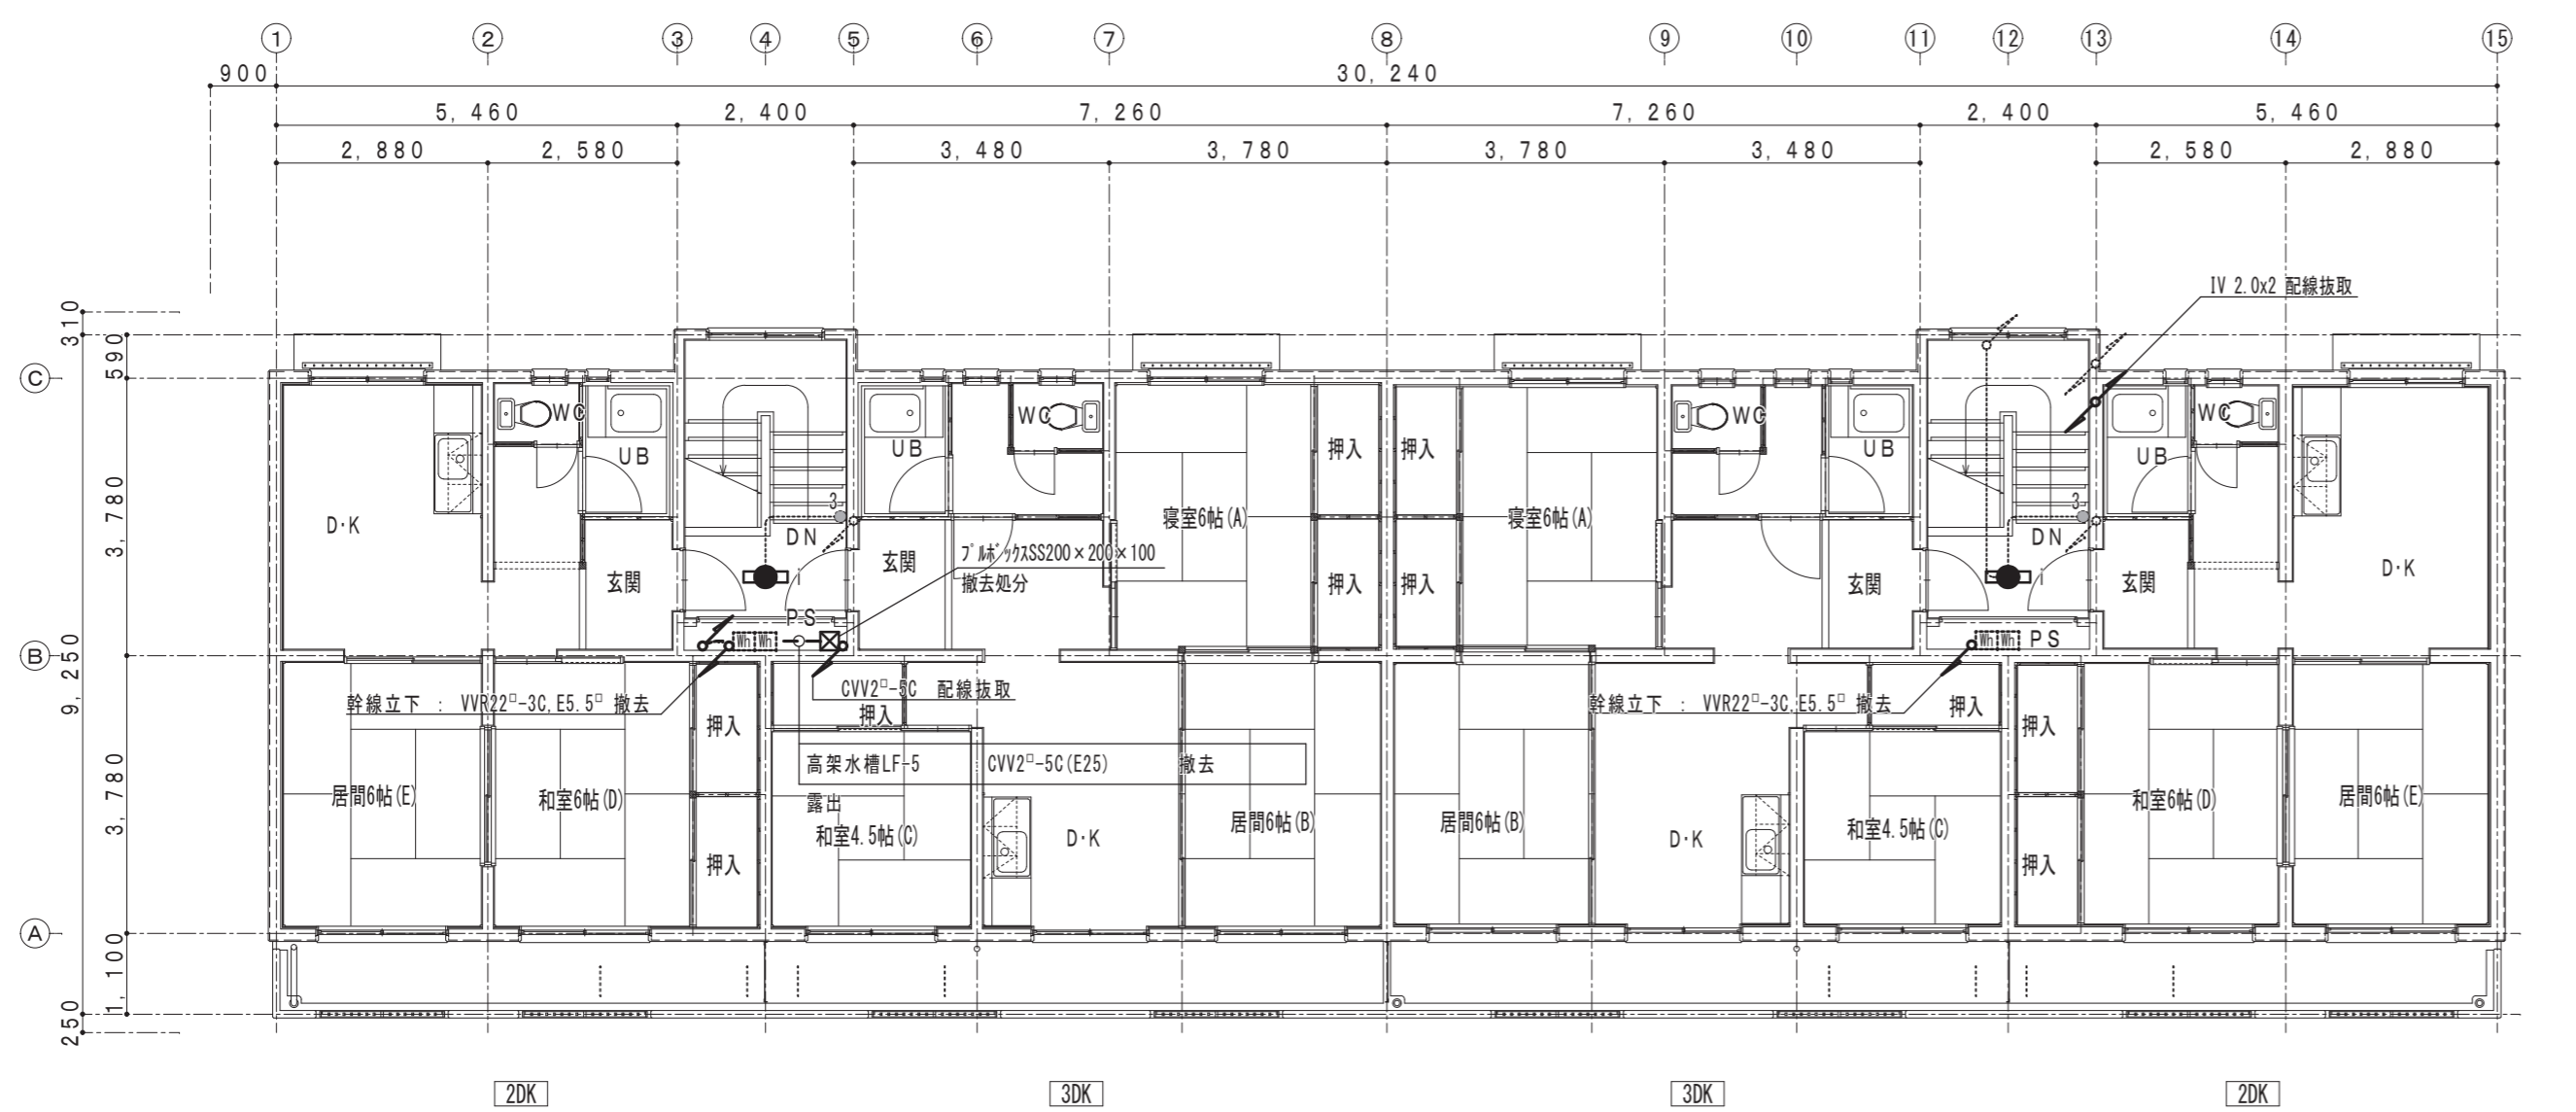 ① ② ③ ④ ⑤ ⑥ ⑦ ⑧ ⑨ ⑩ ⑪ ⑫ ⑬ ⑭ ⑮
900 30,240
5,460 2,400 7,260 7,260 2,400 5,460
2,880 2,580 3,480 3,780 3,780 3,480 2,580 2,880
IV 2.0x2 配線抜取
310
590
Ⓒ
WC WC WC WC
UB UB 押入 押入 UB UB
3,780
D·K 3 寝室6帖(A) 寝室6帖(A) 3
DN DN
プルボックスSS200×200×100
撤去処分
玄関 i 玄関 押入 押入 玄関 i 玄関 D·K
PS
Wh Wh Wh Wh PS
Ⓑ
9,250
幹線立下 : VVR22□-3C,E5.5□ 撤去
CVV2□-5C 配線抜取
幹線立下 : VVR22□-3C,E5.5□ 撤去
押入 押入 押入 押入
高架水槽LF-5 : CVV2□-5C(E25) 撤去
露出
3,780
居間6帖(E) 和室6帖(D) 和室4.5帖(C) D·K 居間6帖(B) 居間6帖(B) D·K 和室4.5帖(C) 和室6帖(D) 居間6帖(E)
押入 押入
Ⓐ
1,100
250
2DK 3DK 3DK 2DK